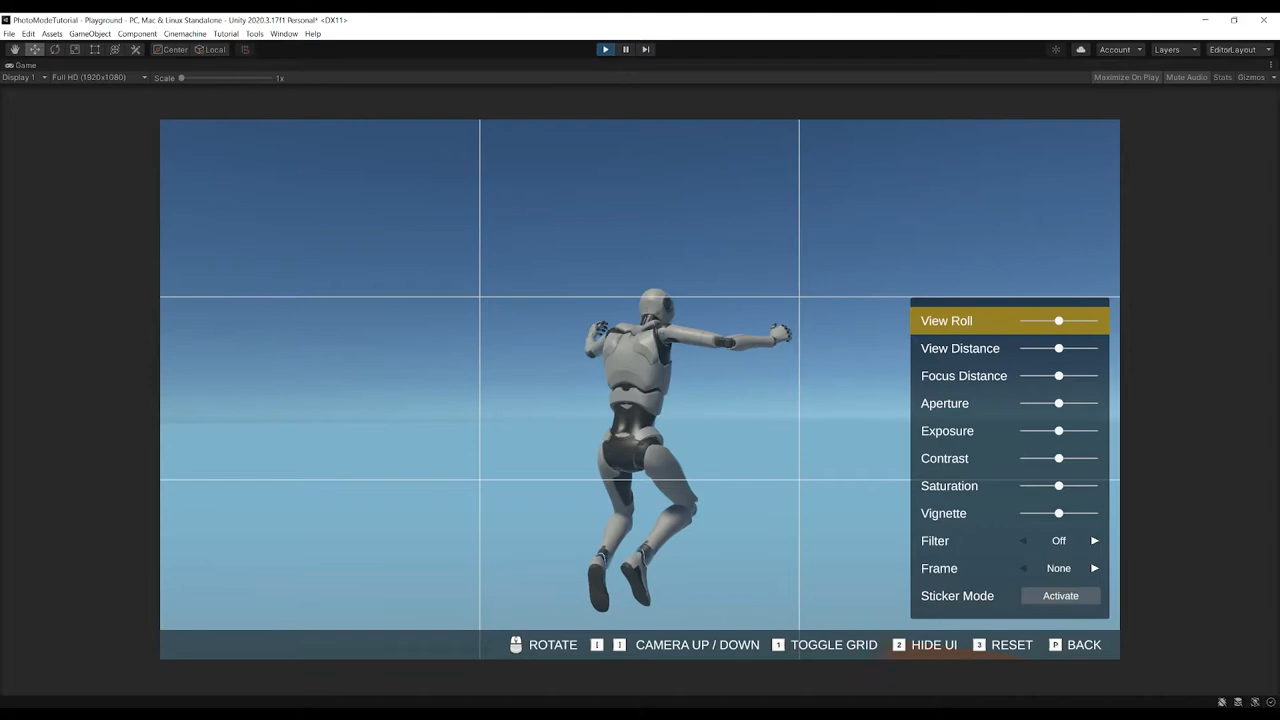 PhotoModeTutorial - Playground - PC, Mac & Linux Standalone - Unity 2020.3.17f1 Personal* <DX11>
File Edit Assets GameObject Component Cinemachine Tutorial Tools Window Help
Center Local Account Layers EditorLayout
Game
Display 1 Full HD (1920x1080) Scale 1x Maximize On Play Mute Audio Stats Gizmos
View Roll
View Distance
Focus Distance
Aperture
Exposure
Contrast
Saturation
Vignette
Filter Off
Frame None
Sticker Mode Activate
ROTATE [ ] CAMERA UP / DOWN 1 TOGGLE GRID 2 HIDE UI 3 RESET P BACK